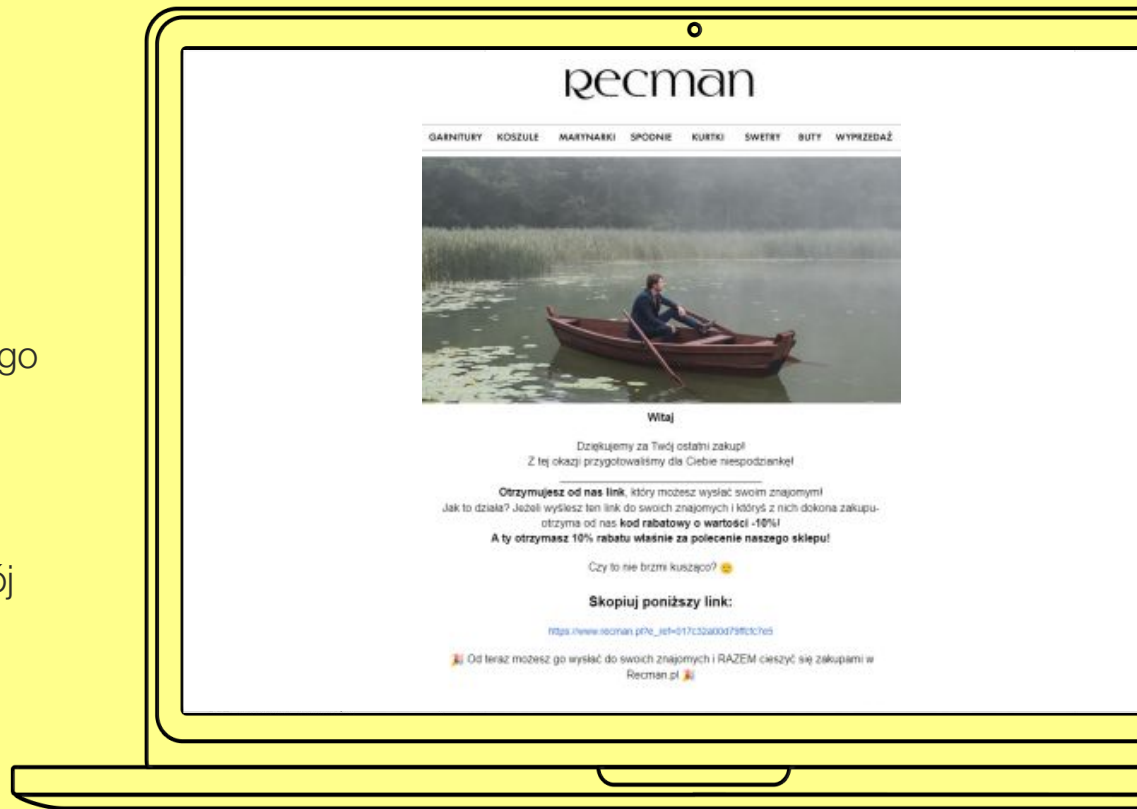 go
ój
Recman
GARNITURY KOSZULE MARYNARKI SPODNIE KURTKI SWETRY BUTY WYPRZEDAŻ
Witaj
Dziękujemy za Twój ostatni zakup!
Z tej okazji przygotowaliśmy dla Ciebie niespodziankę!
Otrzymujesz od nas link, który możesz wysłać swoim znajomym!
Jak to działa? Jeżeli wyślesz ten link do swoich znajomych i któryś z nich dokona zakupu-
otrzyma od nas kod rabatowy o wartości -10%!
A ty otrzymasz 10% rabatu właśnie za polecenie naszego sklepu!
Czy to nie brzmi kusząco? 🙂
Skopiuj poniższy link:
🎉 Od teraz możesz go wysłać do swoich znajomych i RAZEM cieszyć się zakupami w
Recman.pl 🎉